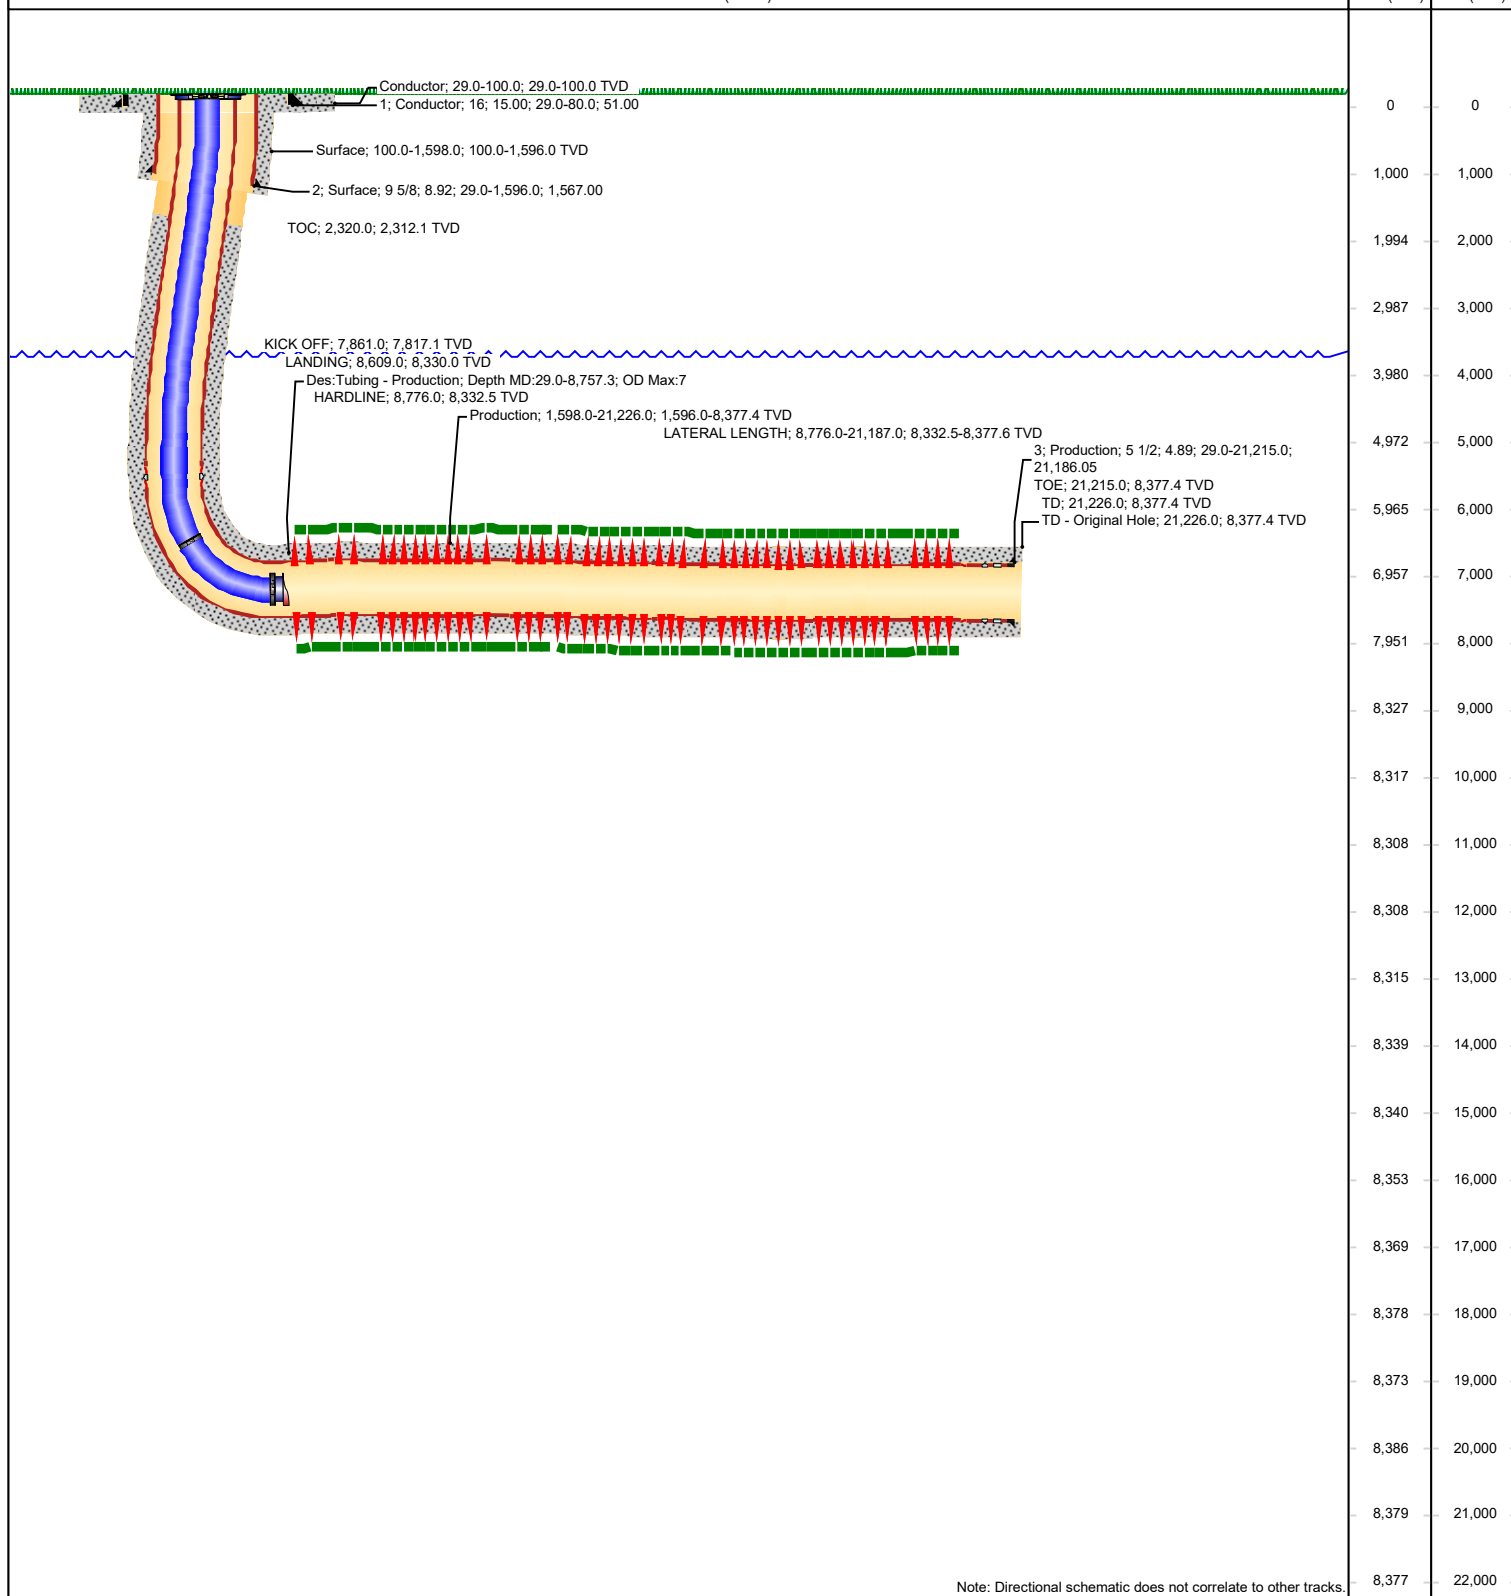 Conductor; 29.0-100.0; 29.0-100.0 TVD
1; Conductor; 16; 15.00; 29.0-80.0; 51.00
0 0
Surface; 100.0-1,598.0; 100.0-1,596.0 TVD
1,000 1,000
2; Surface; 9 5/8; 8.92; 29.0-1,596.0; 1,567.00
TOC; 2,320.0; 2,312.1 TVD
1,994 2,000
2,987 3,000
KICK OFF; 7,861.0; 7,817.1 TVD
LANDING; 8,609.0; 8,330.0 TVD
3,980 4,000
Des:Tubing - Production; Depth MD:29.0-8,757.3; OD Max:7
HARDLINE; 8,776.0; 8,332.5 TVD
Production; 1,598.0-21,226.0; 1,596.0-8,377.4 TVD
LATERAL LENGTH; 8,776.0-21,187.0; 8,332.5-8,377.6 TVD
4,972 5,000
3; Production; 5 1/2; 4.89; 29.0-21,215.0;
21,186.05
TOE; 21,215.0; 8,377.4 TVD
TD; 21,226.0; 8,377.4 TVD
5,965 6,000
TD - Original Hole; 21,226.0; 8,377.4 TVD
6,957 7,000
7,951 8,000
8,327 9,000
8,317 10,000
8,308 11,000
8,308 12,000
8,315 13,000
8,339 14,000
8,340 15,000
8,353 16,000
8,369 17,000
8,378 18,000
8,373 19,000
8,386 20,000
8,379 21,000
8,377 22,000
Note: Directional schematic does not correlate to other tracks.